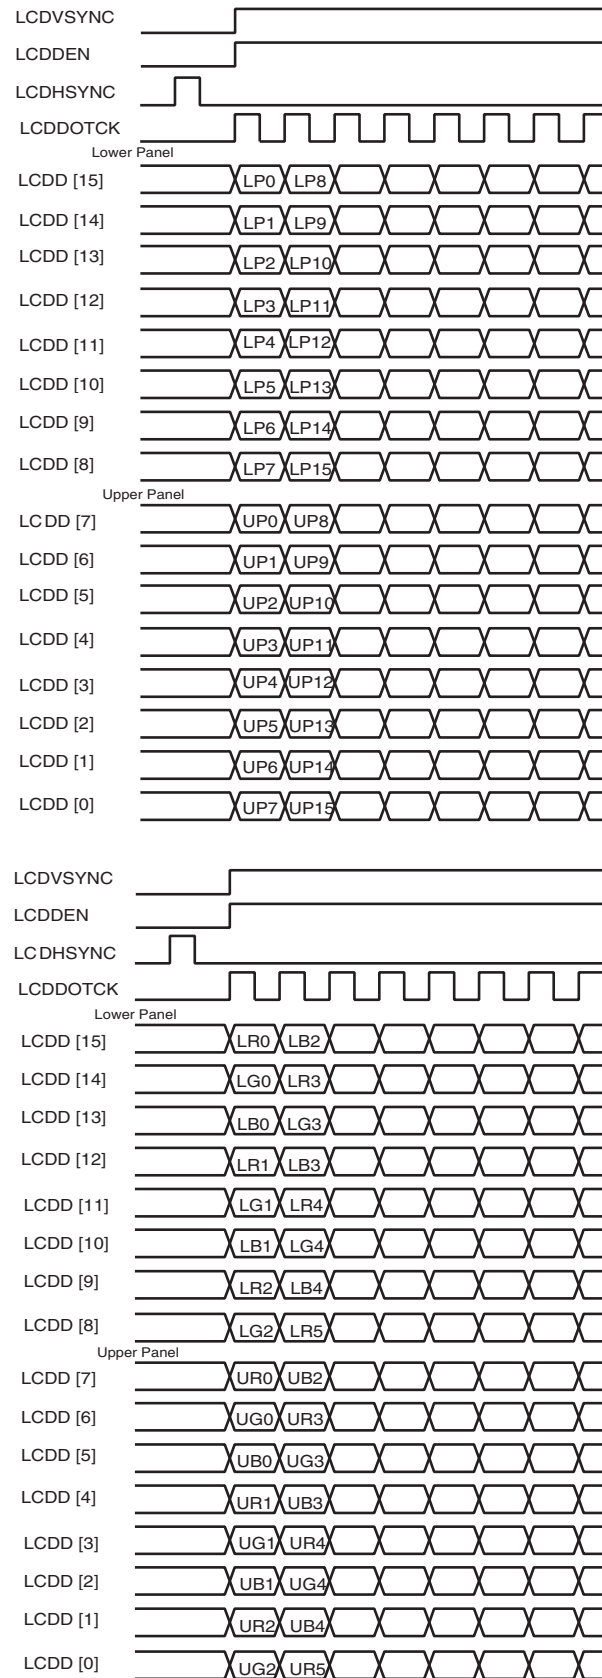 LCDVSYNC
LCDDEN
LCDHSYNC
LCDDOTCK
Lower Panel
LCDD [15] LP0 LP8
LCDD [14] LP1 LP9
LCDD [13] LP2 LP10
LCDD [12] LP3 LP11
LCDD [11] LP4 LP12
LCDD [10] LP5 LP13
LCDD [9] LP6 LP14
LCDD [8] LP7 LP15
Upper Panel
LCDD [7] UP0 UP8
LCDD [6] UP1 UP9
LCDD [5] UP2 UP10
LCDD [4] UP3 UP11
LCDD [3] UP4 UP12
LCDD [2] UP5 UP13
LCDD [1] UP6 UP14
LCDD [0] UP7 UP15
LCDVSYNC
LCDDEN
LCDHSYNC
LCDDOTCK
Lower Panel
LCDD [15] LR0 LB2
LCDD [14] LG0 LR3
LCDD [13] LB0 LG3
LCDD [12] LR1 LB3
LCDD [11] LG1 LR4
LCDD [10] LB1 LG4
LCDD [9] LR2 LB4
LCDD [8] LG2 LR5
Upper Panel
LCDD [7] UR0 UB2
LCDD [6] UG0 UR3
LCDD [5] UB0 UG3
LCDD [4] UR1 UB3
LCDD [3] UG1 UR4
LCDD [2] UB1 UG4
LCDD [1] UR2 UB4
LCDD [0] UG2 UR5